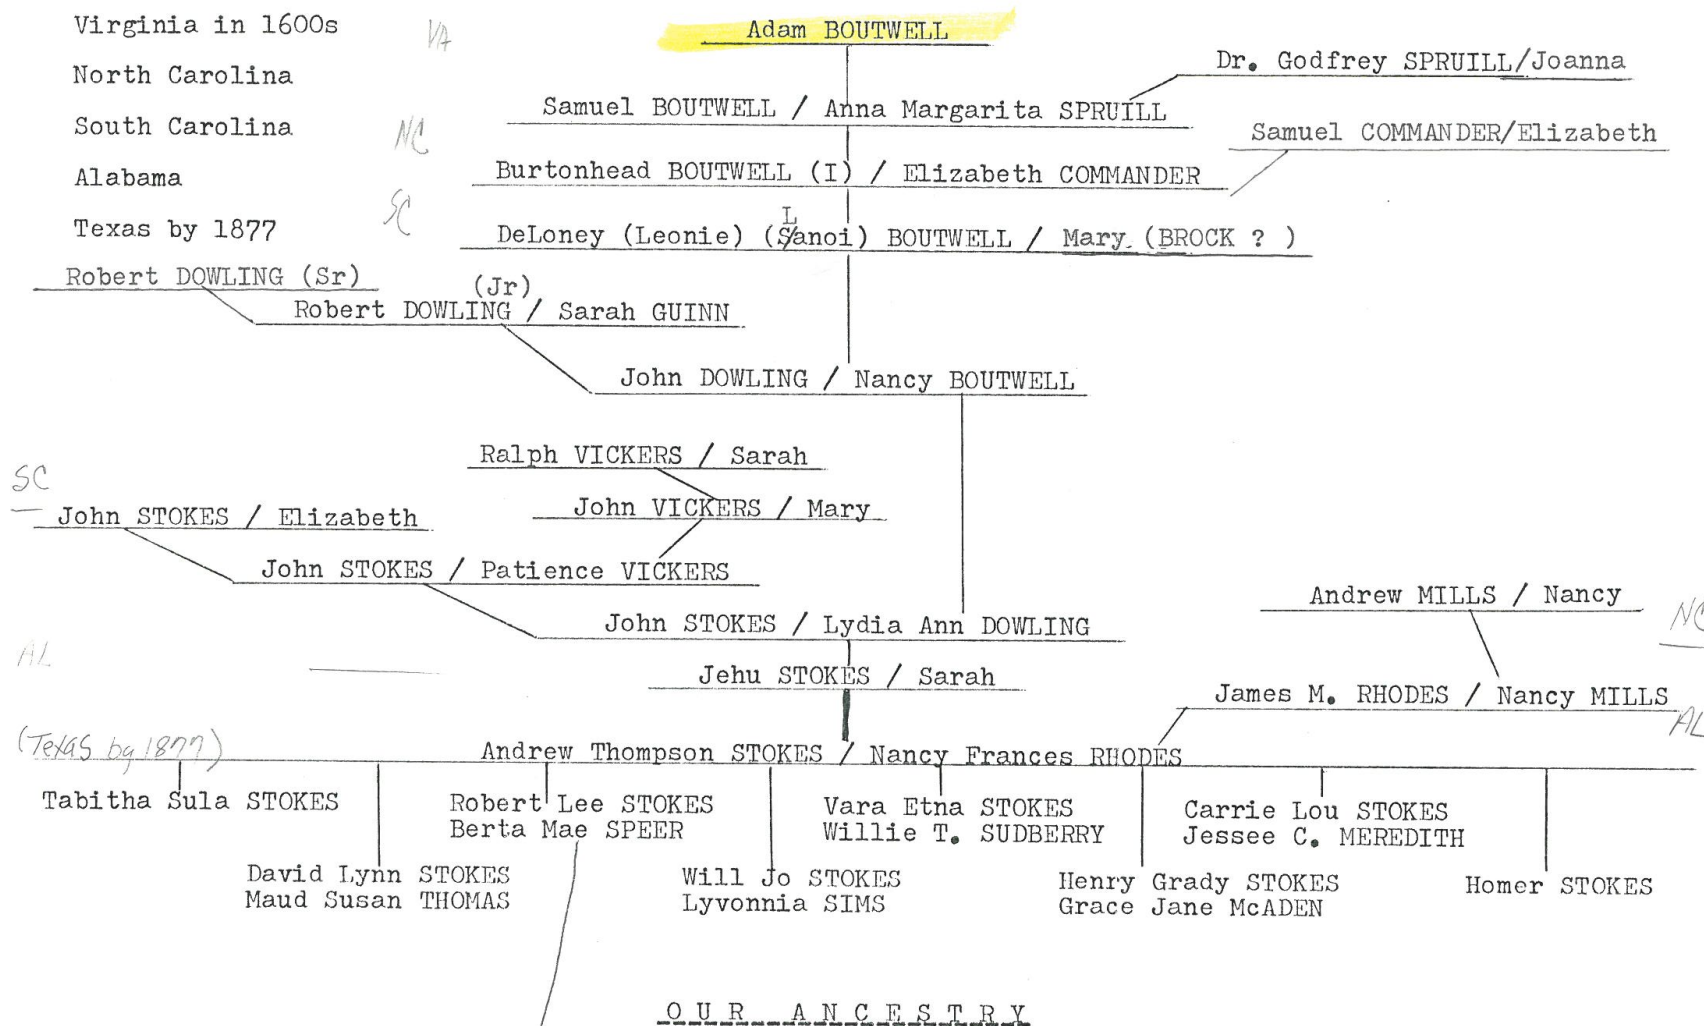 Virginia in 1600s
VA
Adam BOUTWELL
North Carolina
Dr. Godfrey SPRUILL/Joanna
Samuel BOUTWELL / Anna Margarita SPRUILL
South Carolina
NC
Samuel COMMANDER/Elizabeth
Alabama
Burtonhead BOUTWELL (I) / Elizabeth COMMANDER
SC
L
Texas by 1877
DeLoney (Leonie) (S/anoi) BOUTWELL / Mary (BROCK ? )
Robert DOWLING (Sr)
(Jr)
Robert DOWLING / Sarah GUINN
John DOWLING / Nancy BOUTWELL
Ralph VICKERS / Sarah
SC
John STOKES / Elizabeth
John VICKERS / Mary
John STOKES / Patience VICKERS
Andrew MILLS / Nancy
NC
John STOKES / Lydia Ann DOWLING
AL
Jehu STOKES / Sarah
James M. RHODES / Nancy MILLS
AL
(Texas by 1877)
Andrew Thompson STOKES / Nancy Frances RHODES
Tabitha Sula STOKES
Robert Lee STOKES
Berta Mae SPEER
Vara Etna STOKES
Willie T. SUDBERRY
Carrie Lou STOKES
Jessee C. MEREDITH
David Lynn STOKES
Maud Susan THOMAS
Will Jo STOKES
Lyvonnia SIMS
Henry Grady STOKES
Grace Jane McADEN
Homer STOKES
OUR ANCESTRY